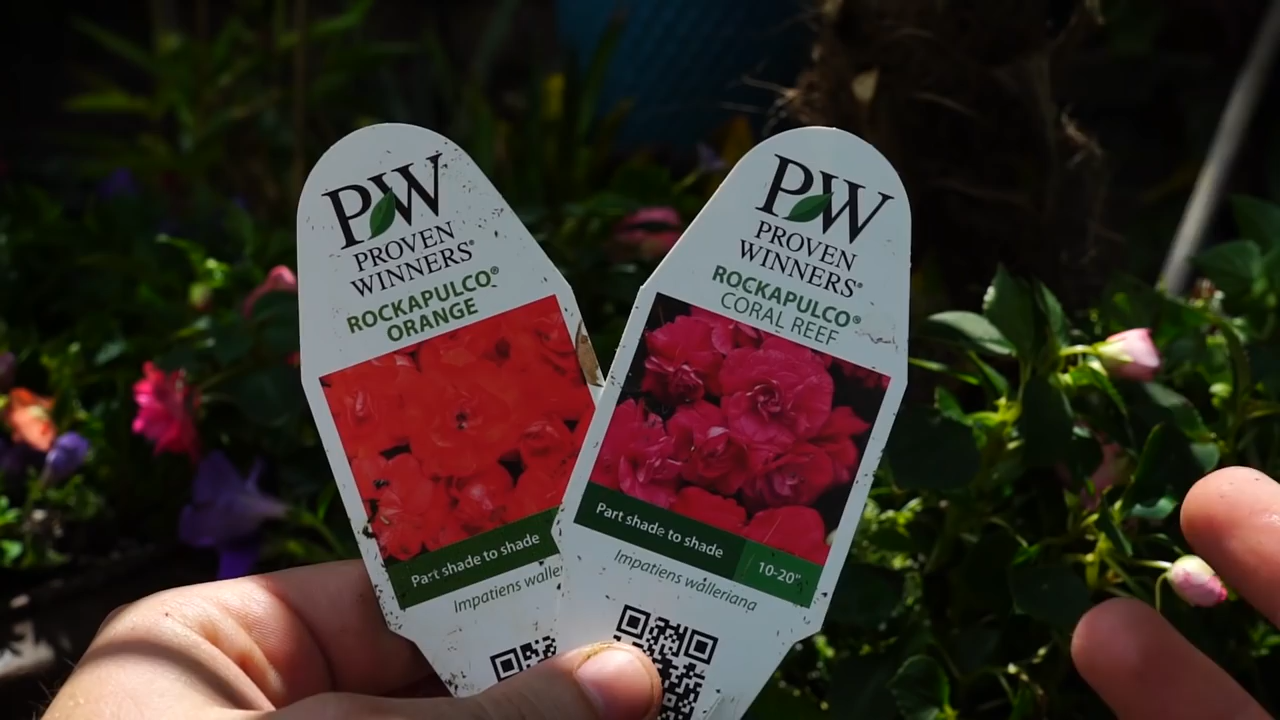 PW
PROVEN
WINNERS®
ROCKAPULCO®
ORANGE
Part shade to shade
Impatiens walle
PW
PROVEN
WINNERS®
ROCKAPULCO®
CORAL REEF
Part shade to shade
10-20"
Impatiens walleriana